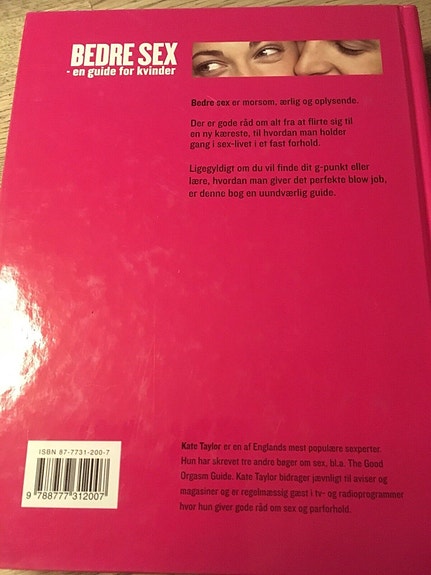 BEDRE SEX
- en guide for kvinder
Bedre sex er morsom, ærlig og oplysende.
Der er gode råd om alt fra at flirte sig til
en ny kæreste, til hvordan man holder
gang i sex-livet i et fast forhold.
Ligegyldigt om du vil finde dit g-punkt eller
lære, hvordan man giver det perfekte blow job,
er denne bog en uundværlig guide.
Kate Taylor er en af Englands mest populære sexperter.
Hun har skrevet tre andre bøger om sex, bl.a. The Good
Orgasm Guide. Kate Taylor bidrager jævnligt til aviser og
magasiner og er regelmæssig gæst i tv- og radioprogrammer
hvor hun giver gode råd om sex og parforhold.
ISBN 87-7731-200-7
9 788777 312007